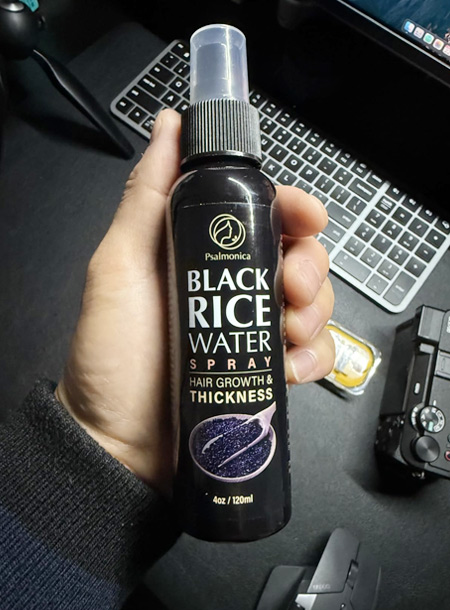 Psalmonica
BLACK
RICE
WATER
SPRAY
HAIR GROWTH &
THICKNESS
4oz / 120ml